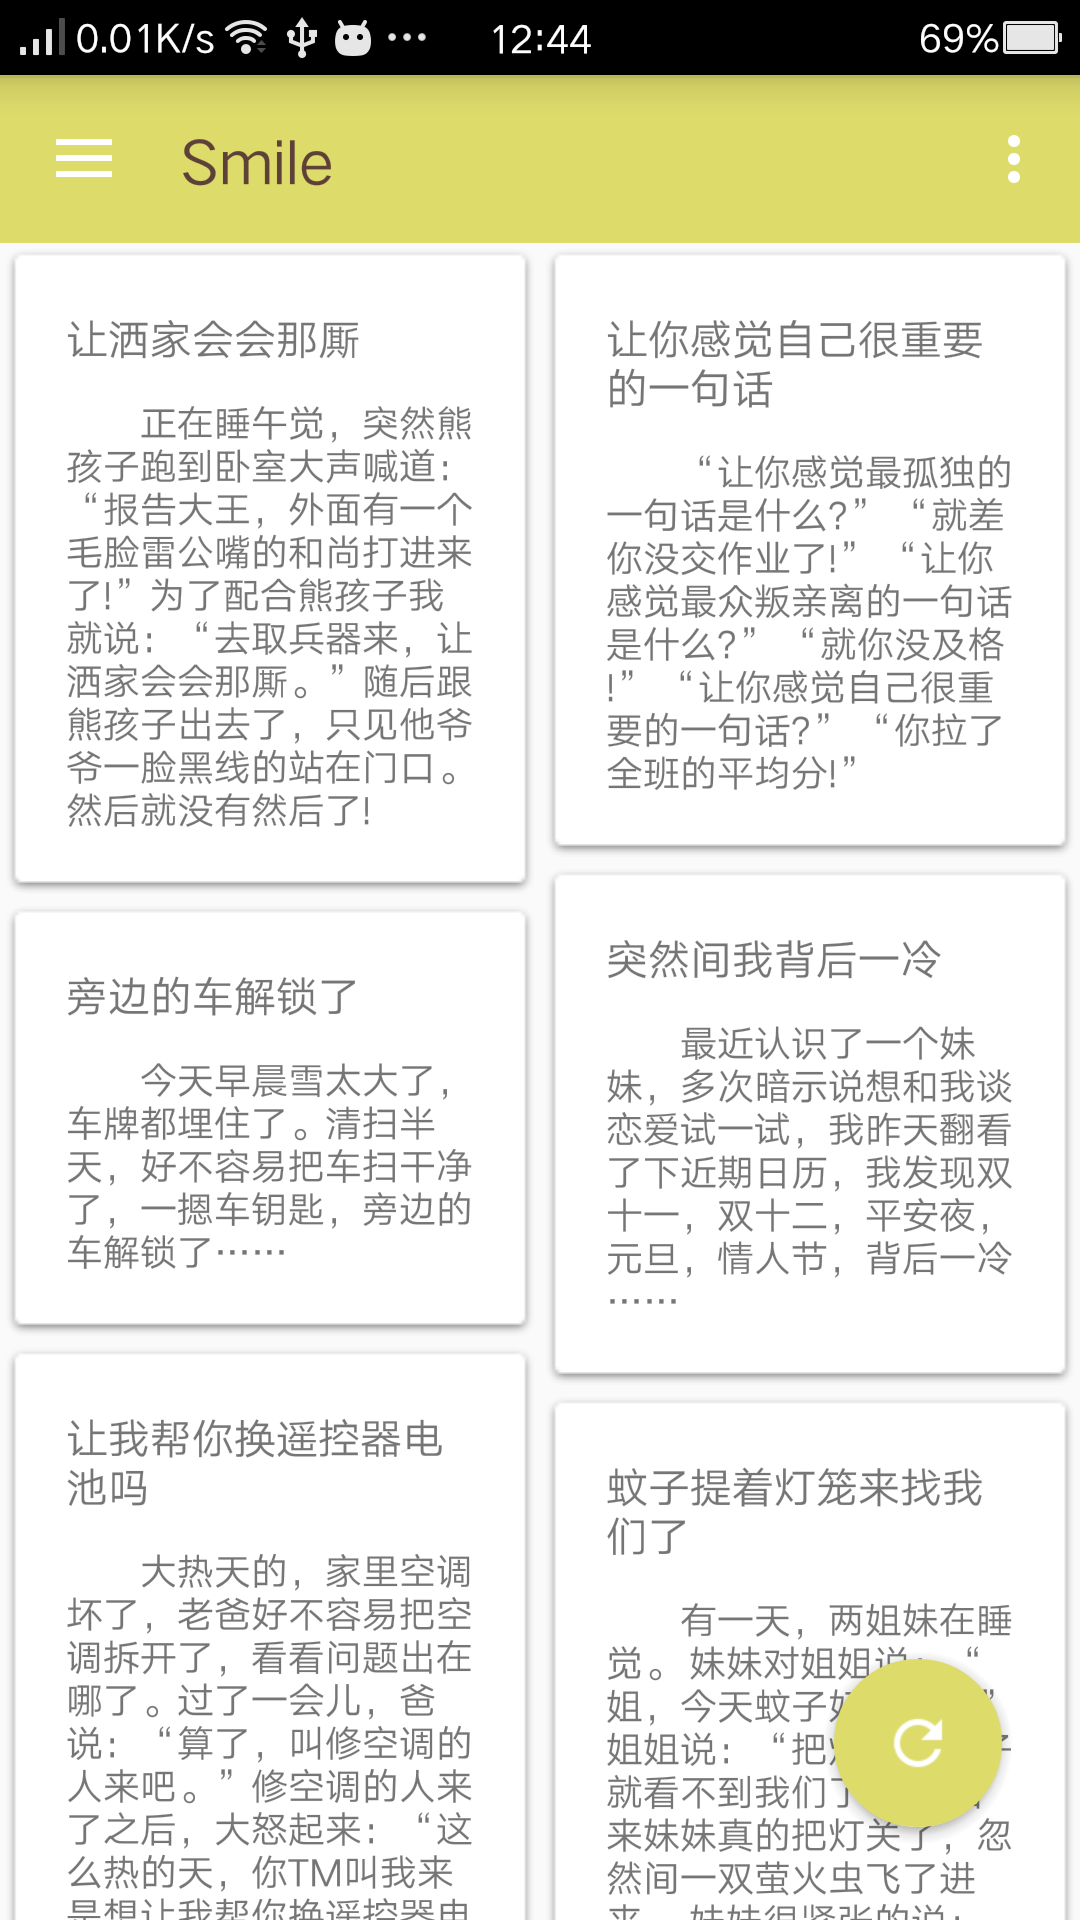 0.01K/s 12:44 69%
Smile
让洒家会会那厮
正在睡午觉，突然熊
孩子跑到卧室大声喊道：
“报告大王，外面有一个
毛脸雷公嘴的和尚打进来
了!”为了配合熊孩子我
就说：“去取兵器来，让
洒家会会那厮。”随后跟
熊孩子出去了，只见他爷
爷一脸黑线的站在门口。
然后就没有然后了!
旁边的车解锁了
今天早晨雪太大了，
车牌都埋住了。清扫半
天，好不容易把车扫干净
了，一摁车钥匙，旁边的
车解锁了……
让我帮你换遥控器电
池吗
大热天的，家里空调
坏了，老爸好不容易把空
调拆开了，看看问题出在
哪了。过了一会儿，爸
说：“算了，叫修空调的
人来吧。”修空调的人来
了之后，大怒起来：“这
么热的天，你TM叫我来
是想让我帮你换遥控器电
让你感觉自己很重要
的一句话
“让你感觉最孤独的
一句话是什么?” “就差
你没交作业了!” “让你
感觉最众叛亲离的一句话
是什么?” “就你没及格
!” “让你感觉自己很重
要的一句话?” “你拉了
全班的平均分!”
突然间我背后一冷
最近认识了一个妹
妹，多次暗示说想和我谈
恋爱试一试，我昨天翻看
了下近期日历，我发现双
十一，双十二，平安夜，
元旦，情人节，背后一冷
……
蚊子提着灯笼来找我
们了
有一天，两姐妹在睡
觉。妹妹对姐姐说：“
姐，今天蚊子好”
姐姐说：“把灯子
就看不到我们了
来妹妹真的把灯关了，忽
然间一双萤火虫飞了进
来，妹妹很紧张的说：